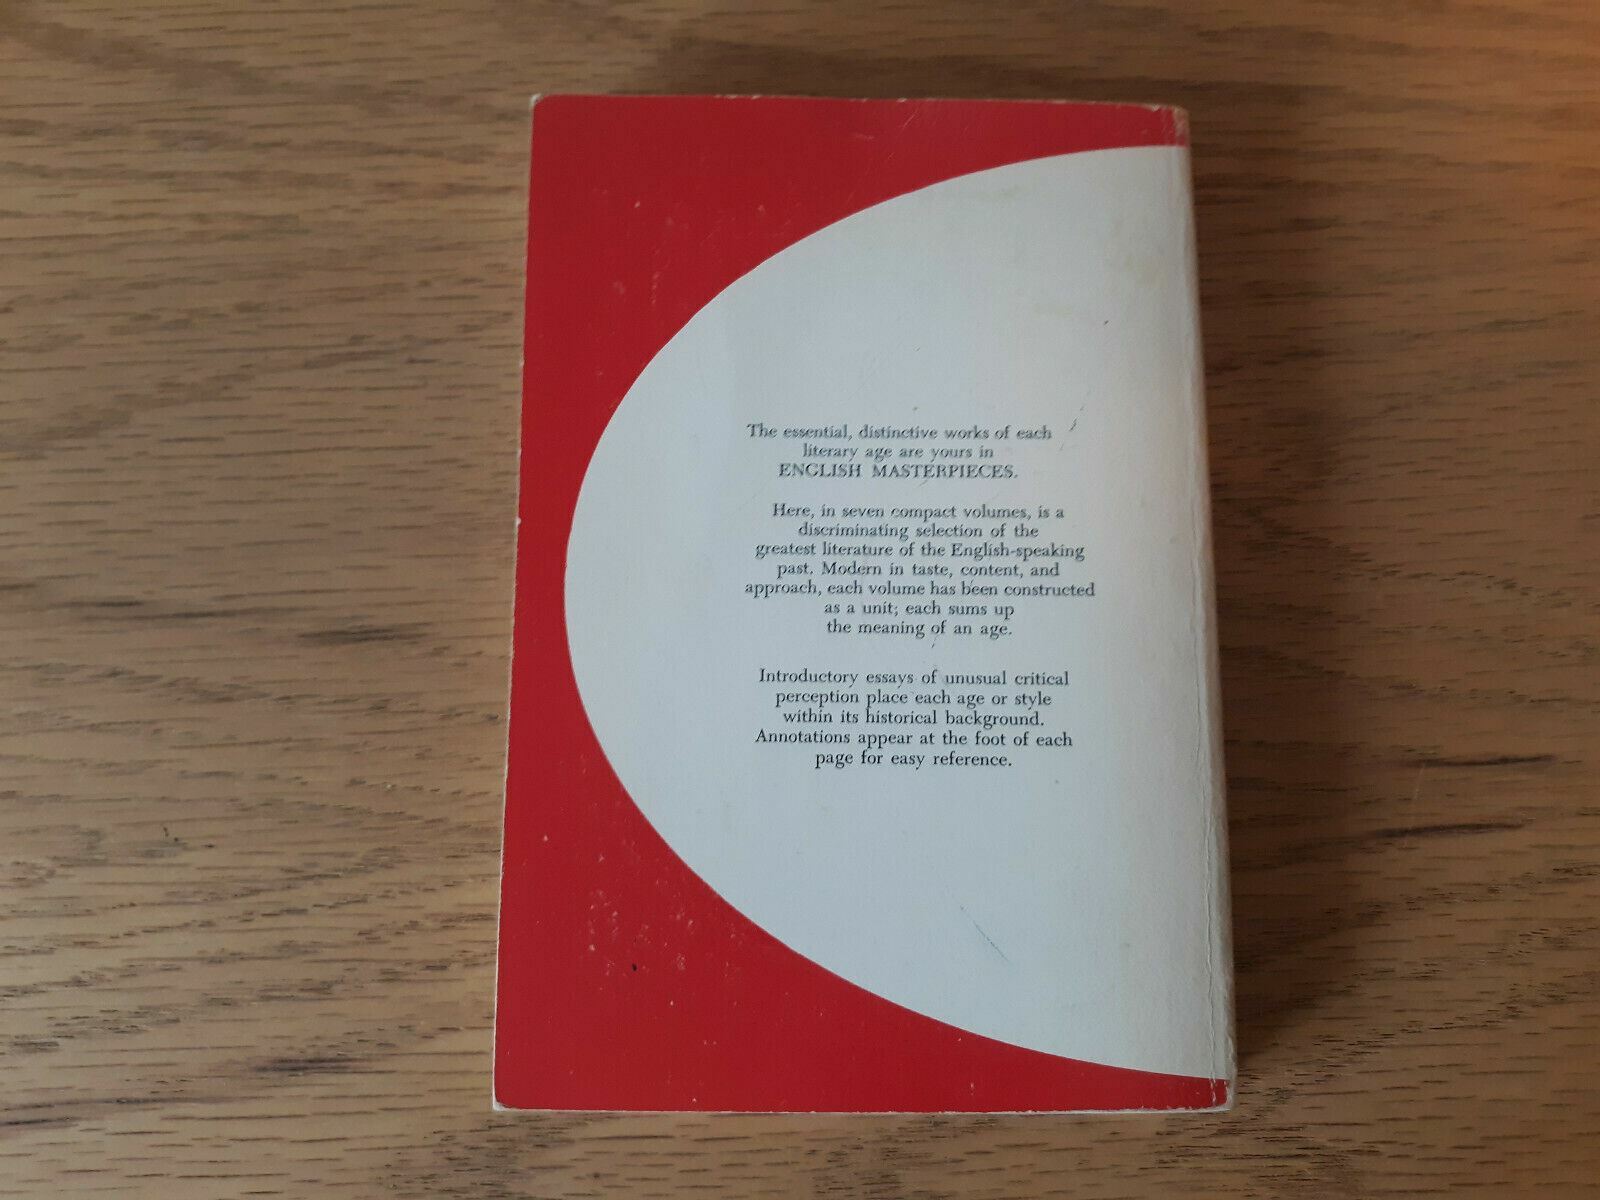 The essential, distinctive works of each
literary age are yours in
ENGLISH MASTERPIECES.
Here, in seven compact volumes, is a
discriminating selection of the
greatest literature of the English-speaking
past. Modern in taste, content, and
approach, each volume has been constructed
as a unit; each sums up
the meaning of an age.
Introductory essays of unusual critical
perception place each age or style
within its historical background.
Annotations appear at the foot of each
page for easy reference.